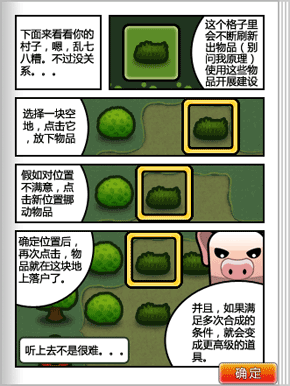 下面来看看你的
村子，嗯，乱七
八糟。不过没关
系。。。
这个格子里
会不断刷新
出物品（别
问我原理）
使用这些物
品开展建设
选择一块空
地，点击它
，放下物品
假如对位置
不满意，点
击新位置挪
动物品
确定位置后，
再次点击，物
品就在这块地
上落户了。
并且，如果满
足多次合成的
条件，就会变
成更高级的道
具。
听上去不是很难。。。
确定